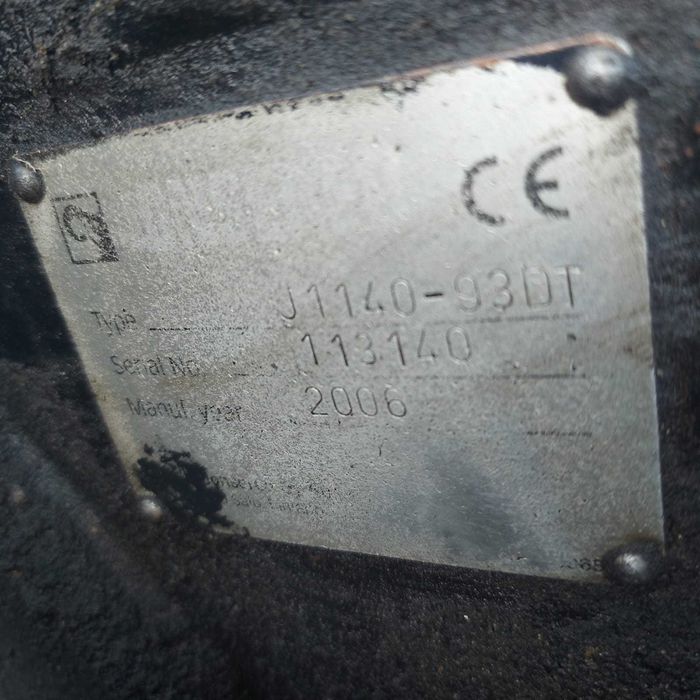 CE
Type J1140-93DT
Serial No. 113140
Manuf. year 2006